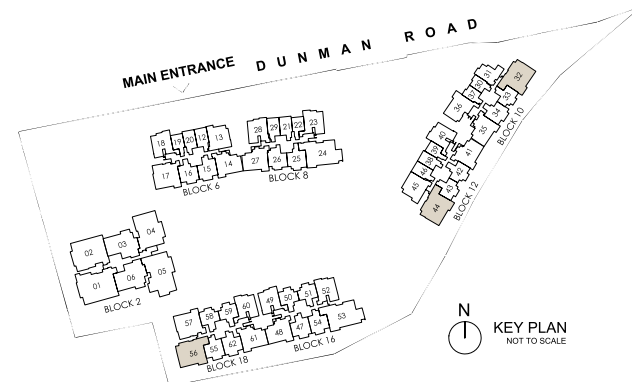 DUNMAN ROAD
MAIN ENTRANCE
32
31
30
37
33
36
34
35
BLOCK 10
40
39
38
41
46
42
45
43
44
BLOCK 12
18 19 20 12 13
17 16 15 14
BLOCK 6
28 29 21 22 23
27 26 25 24
BLOCK 8
02 03 04
01 06 05
BLOCK 2
57 58 59 60
56 55 62 61
BLOCK 18
49 50 51 52
48 47 54 53
BLOCK 16
N
KEY PLAN
NOT TO SCALE